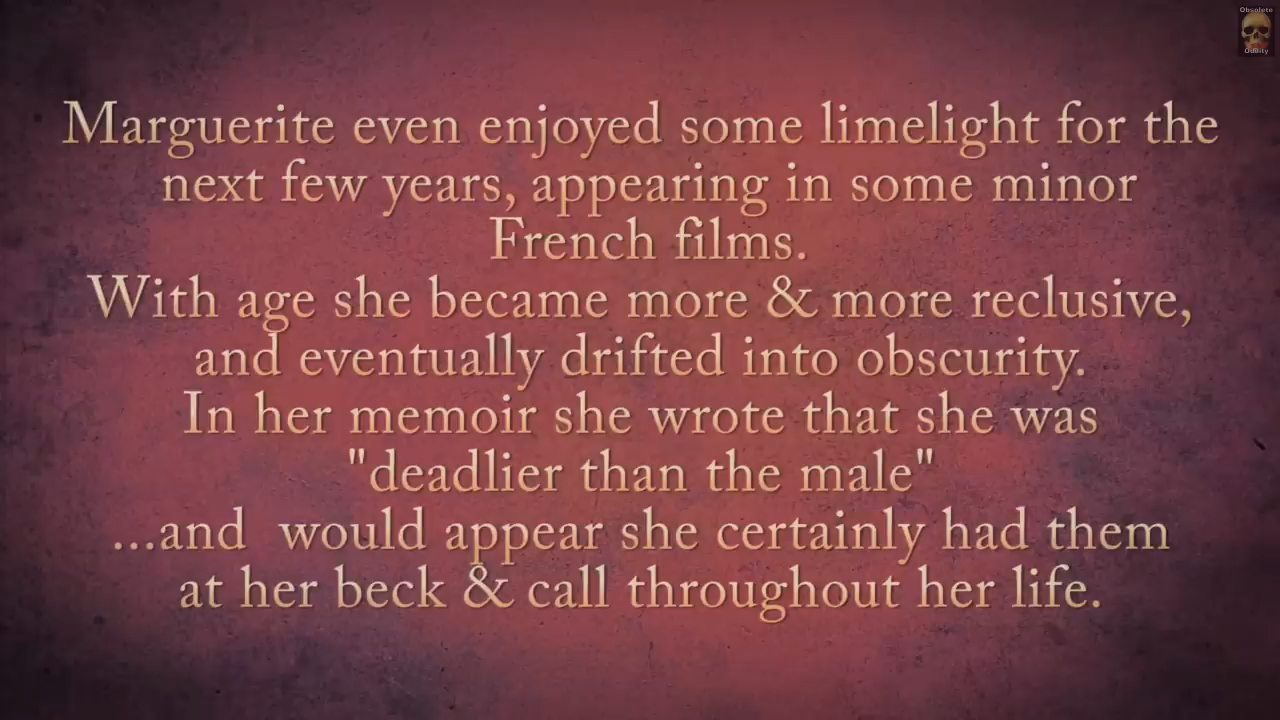 Obsolete
Oddity
Marguerite even enjoyed some limelight for the
next few years, appearing in some minor
French films.
With age she became more & more reclusive,
and eventually drifted into obscurity.
In her memoir she wrote that she was
"deadlier than the male"
...and  would appear she certainly had them
at her beck & call throughout her life.